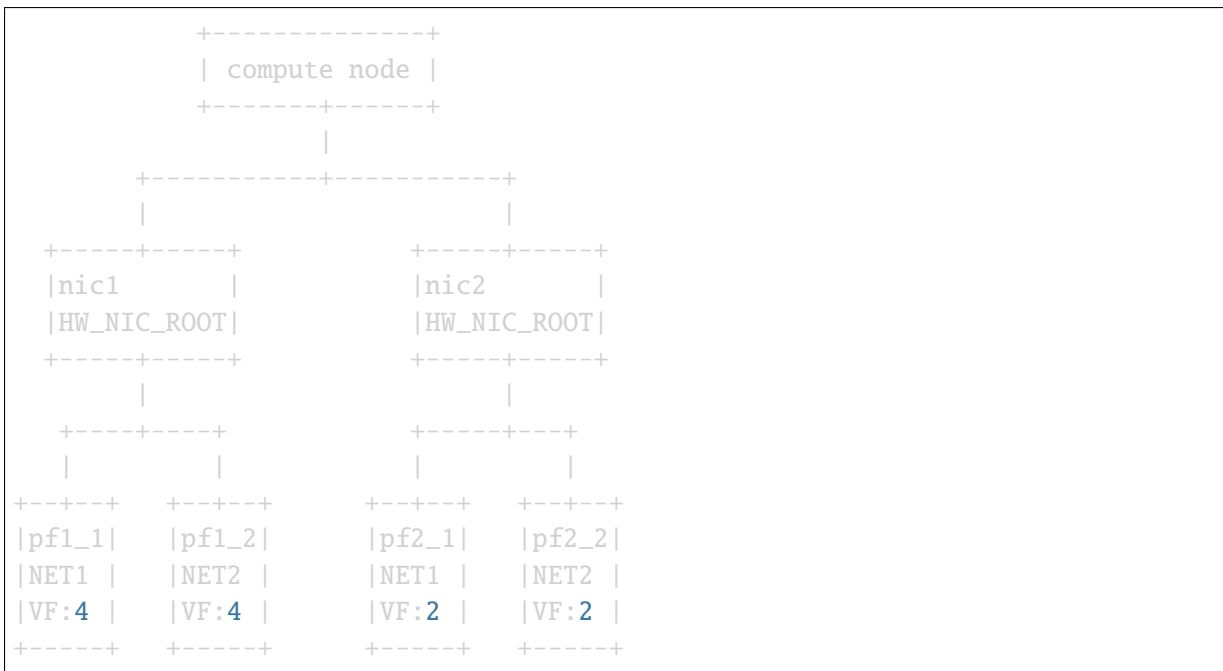 +--------------+
| compute node |
+-------+------+
|
+------------+------------+
| |
+-----+-----+ +-----+-----+
|nic1 | |nic2 |
|HW_NIC_ROOT| |HW_NIC_ROOT|
+-----+-----+ +-----+-----+
| |
+----+----+ +-----+---+
| | | |
+--+--+ +--+--+ +--+--+ +--+--+
|pf1_1| |pf1_2| |pf2_1| |pf2_2|
|NET1 | |NET2 | |NET1 | |NET2 |
|VF:4 | |VF:4 | |VF:2 | |VF:2 |
+-----+ +-----+ +-----+ +-----+